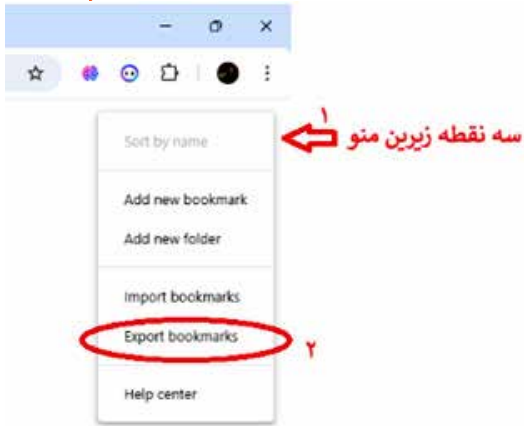 Sort by name
۱
سه نقطه زیرین منو
Add new bookmark
Add new folder
Import bookmarks
Export bookmarks
۲
Help center